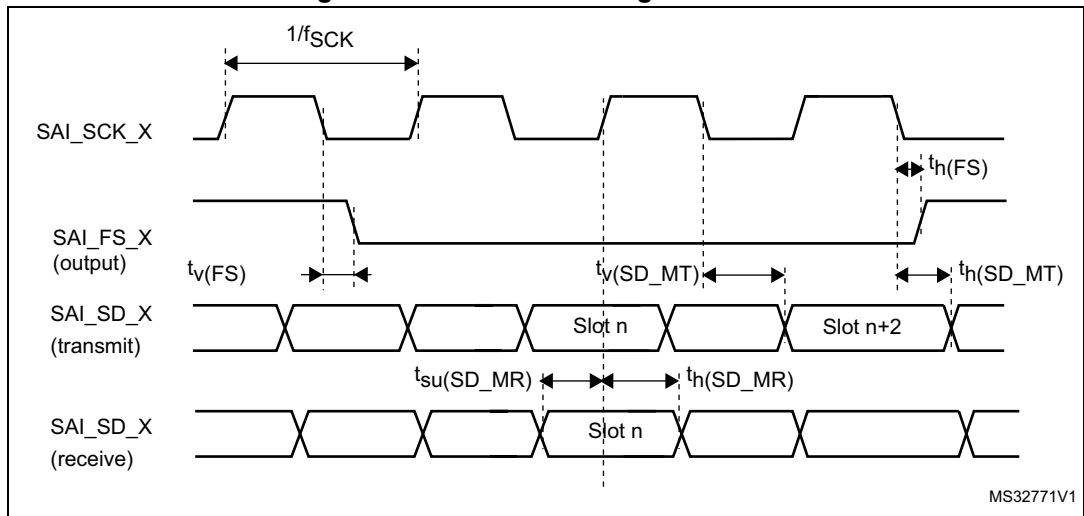 1/fSCK
SAI_SCK_X
th(FS)
SAI_FS_X
(output)
tv(FS)
tv(SD_MT)
th(SD_MT)
SAI_SD_X
(transmit)
Slot n
Slot n+2
tsu(SD_MR)
th(SD_MR)
SAI_SD_X
(receive)
Slot n
MS32771V1